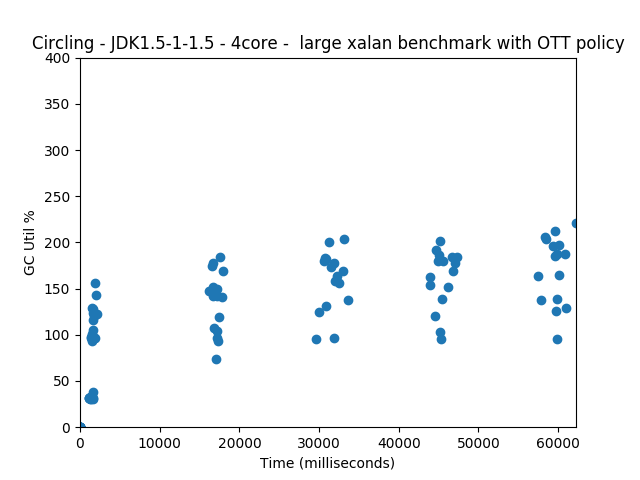 Circling - JDK1.5-1-1.5 - 4core -  large xalan benchmark with OTT policy
400
350
300
250
200
150
100
50
0
GC Util %
0 10000 20000 30000 40000 50000 60000
Time (milliseconds)